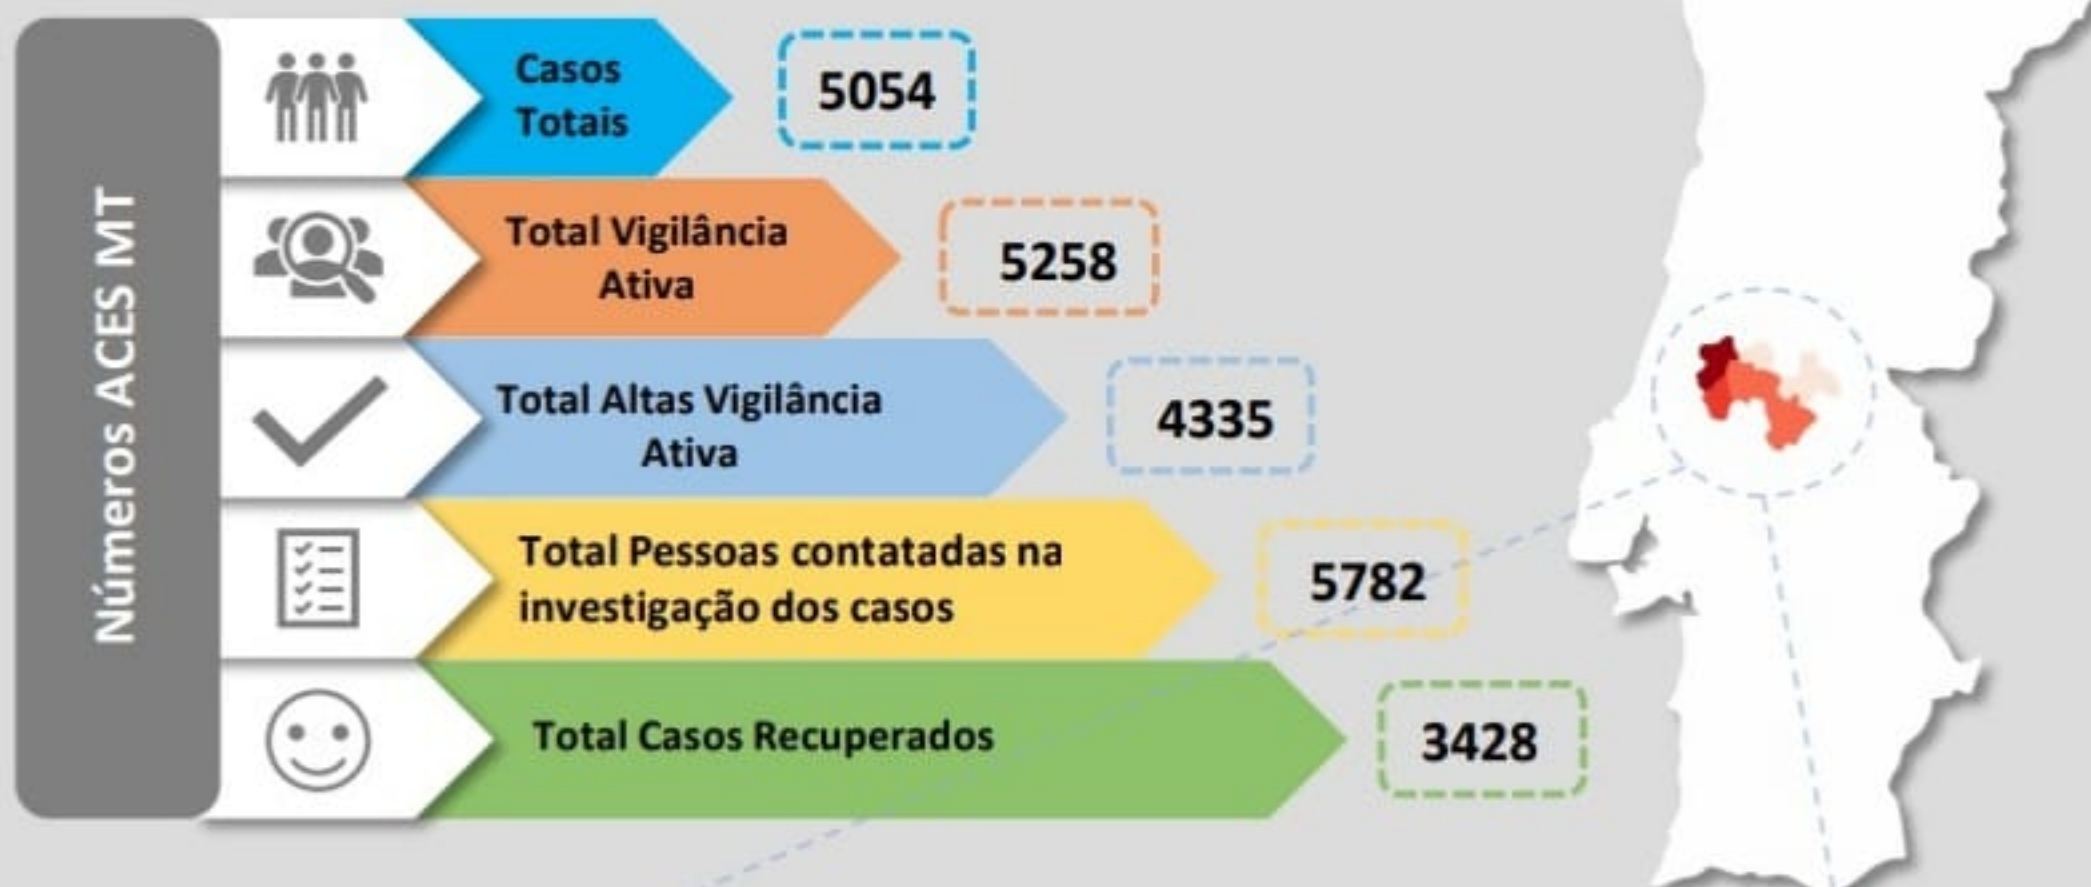 Números ACES MT
Casos
Totais
5054
Total Vigilância
Ativa
5258
Total Altas Vigilância
Ativa
4335
Total Pessoas contatadas na
investigação dos casos
5782
Total Casos Recuperados
3428